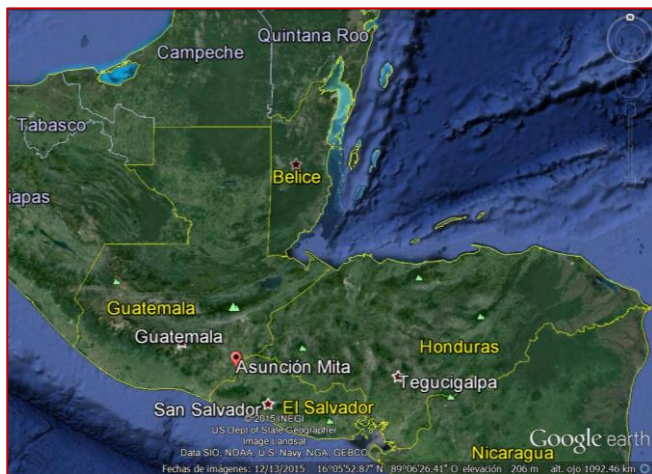 Quintana Roo
Campeche
Tabasco
iapas
Belice
Guatemala
Guatemala
Honduras
Asunción Mita
Tegucigalpa
San Salvador
El Salvador
© 2015 INEGI
US Dept of State Geographer
Image Landsat
Data SIO, NOAA, U.S. Navy, NGA, GEBCO
Google earth
Nicaragua
Fechas de imágenes: 12/13/2015 16°05'52.87" N 89°06'26.41" O elevación 206 m alt. ojo 1092.46 km